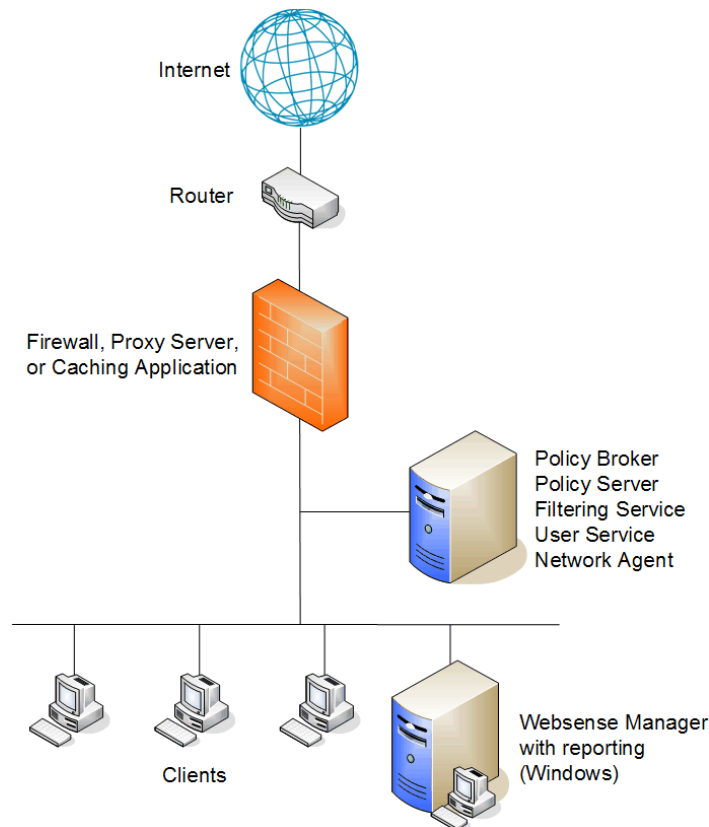 Internet
Router
Firewall, Proxy Server,
or Caching Application
Policy Broker
Policy Server
Filtering Service
User Service
Network Agent
Clients
Websense Manager
with reporting
(Windows)